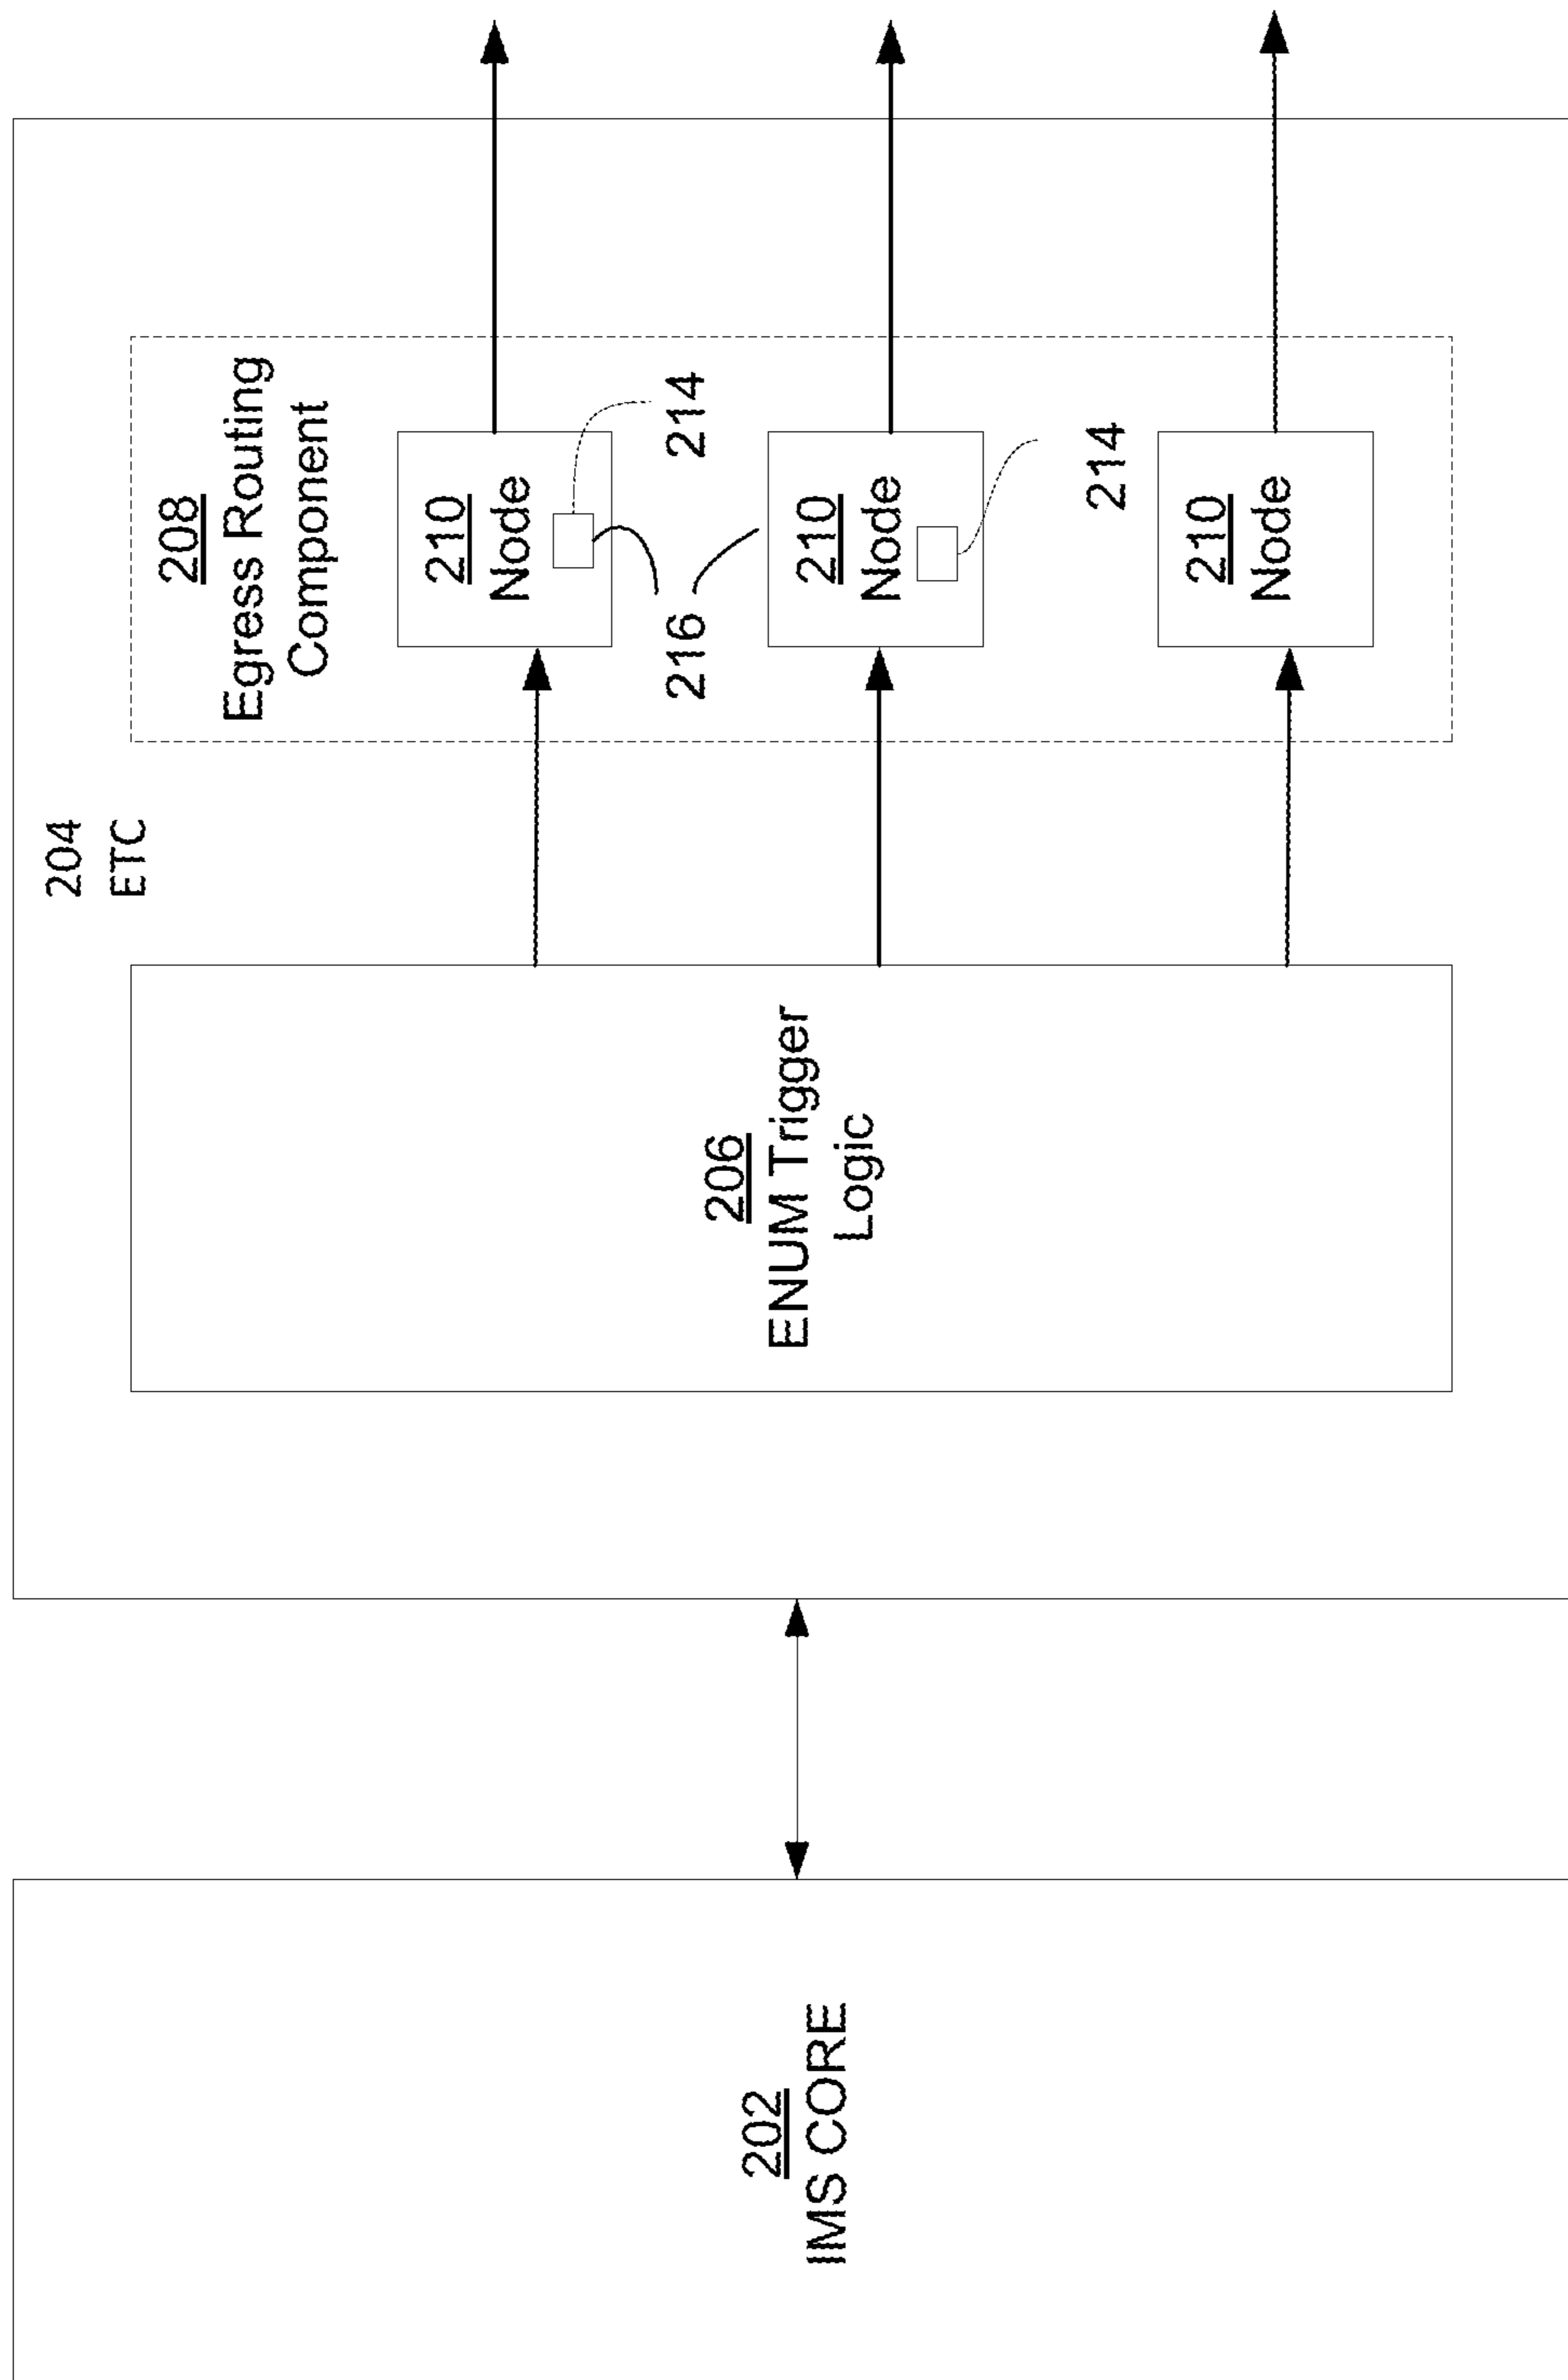 202
IMS CORE
204
ETC
206
ENUM Trigger
Logic
208
Egress Routing
Component
210
Node
214
216
210
Node
214
210
Node